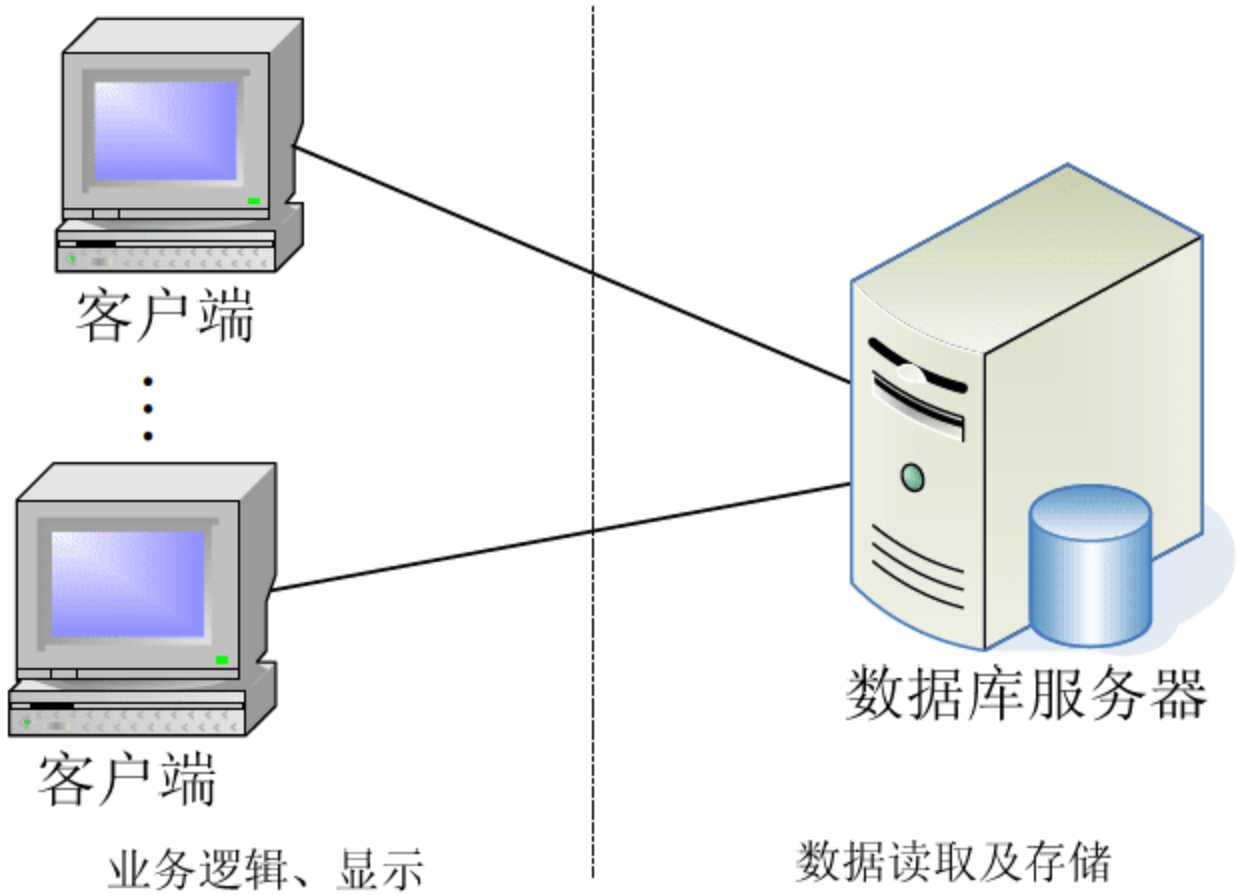 客户端
客户端
数据库服务器
业务逻辑、显示
数据读取及存储